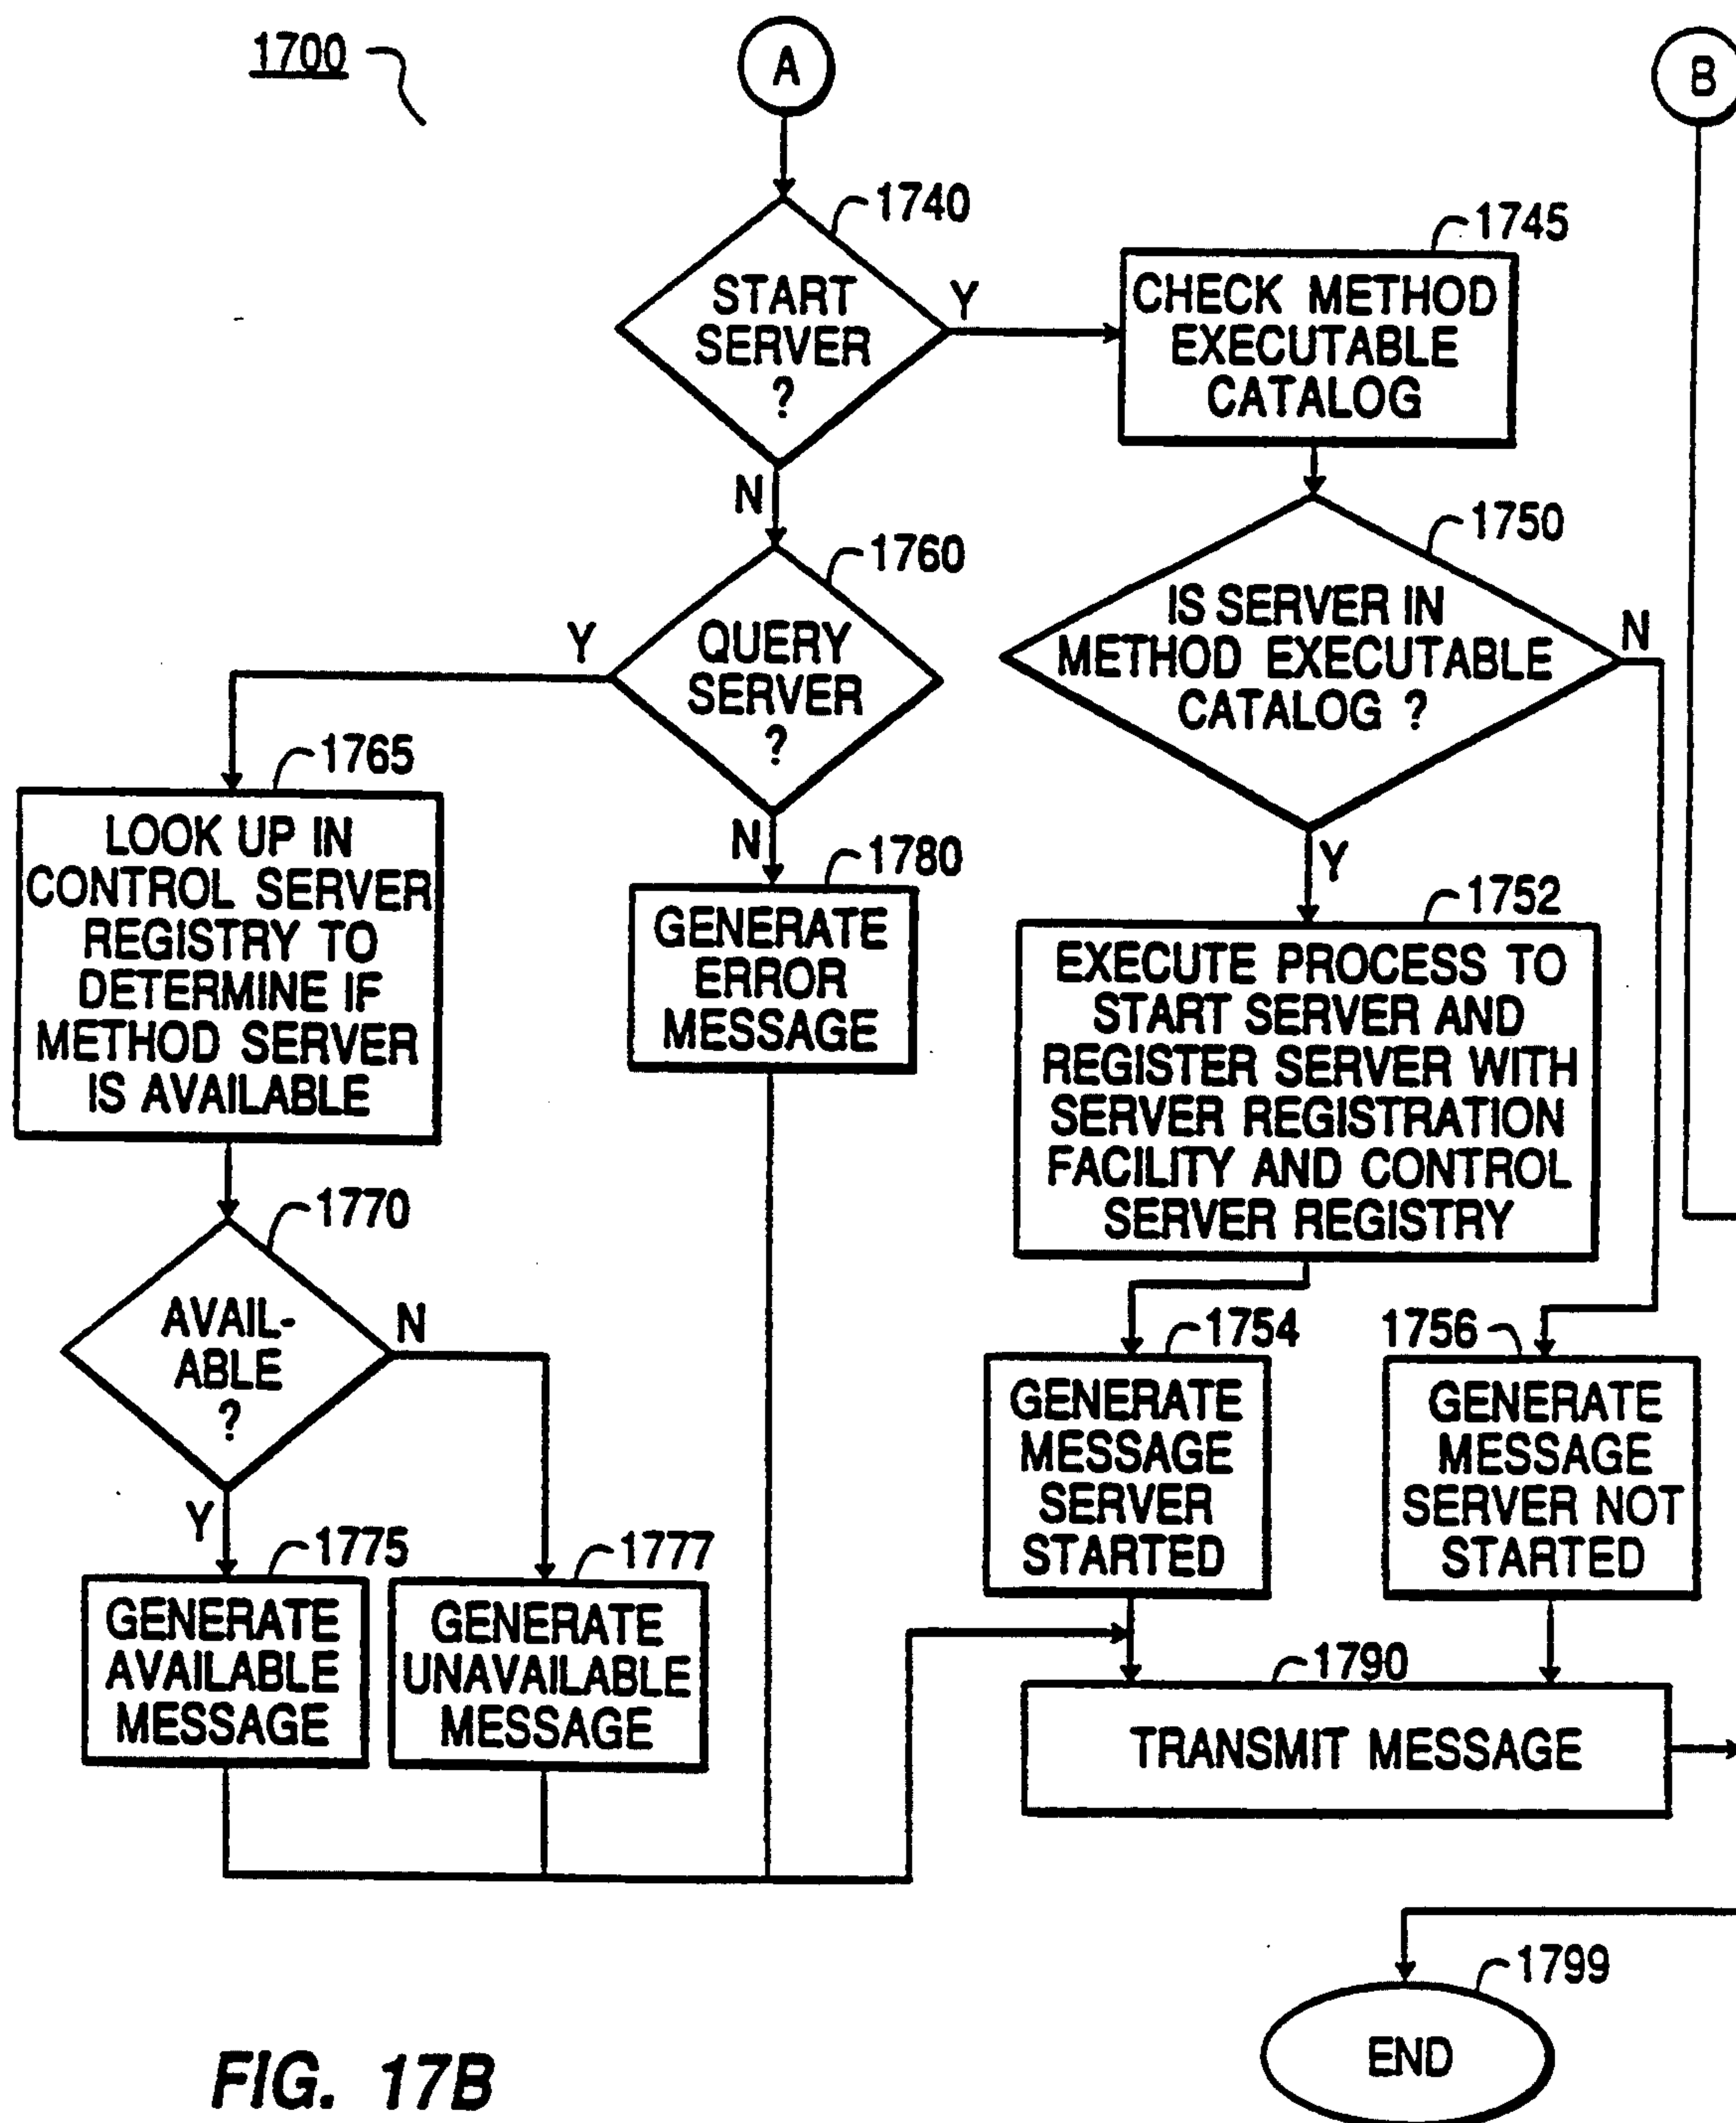 1700
A
B
1740
START
SERVER
?
Y
N
1745
CHECK METHOD
EXECUTABLE
CATALOG
1750
IS SERVER IN
METHOD EXECUTABLE
CATALOG ?
N
Y
1760
QUERY
SERVER
?
Y
N
1765
LOOK UP IN
CONTROL SERVER
REGISTRY TO
DETERMINE IF
METHOD SERVER
IS AVAILABLE
1780
GENERATE
ERROR
MESSAGE
1752
EXECUTE PROCESS TO
START SERVER AND
REGISTER SERVER WITH
SERVER REGISTRATION
FACILITY AND CONTROL
SERVER REGISTRY
1770
AVAIL-
ABLE
?
N
Y
1754
GENERATE
MESSAGE
SERVER
STARTED
1756
GENERATE
MESSAGE
SERVER NOT
STARTED
1775
GENERATE
AVAILABLE
MESSAGE
1777
GENERATE
UNAVAILABLE
MESSAGE
1790
TRANSMIT MESSAGE
1799
END
FIG. 17B